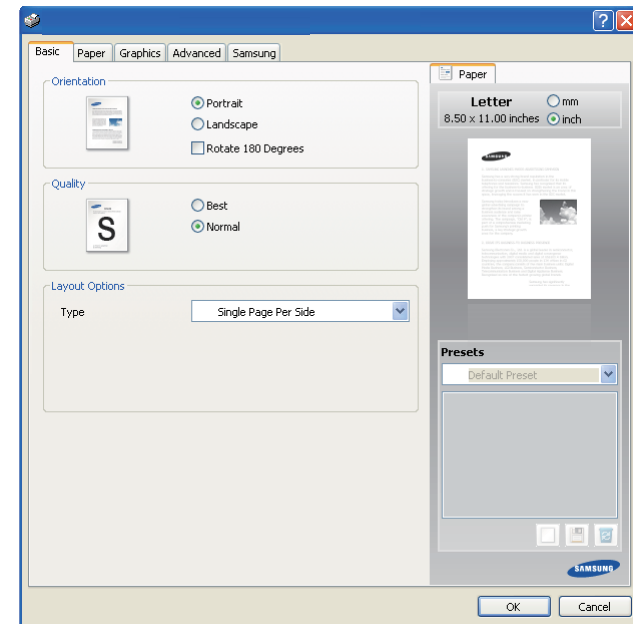 Basic Paper Graphics Advanced Samsung
Orientation
Portrait
Landscape
Rotate 180 Degrees
Quality
S
Best
Normal
Layout Options
Type Single Page Per Side
Paper
Letter mm
8.50 x 11.00 inches inch
SAMSUNG
Presets
Default Preset
SAMSUNG
OK Cancel